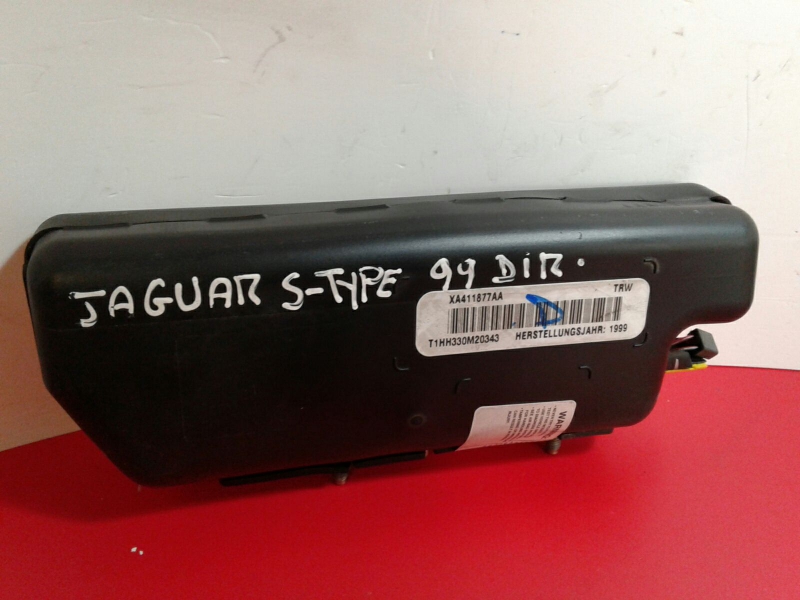 JAGUAR S-TYPE 99 DIR.
XA411877AA TRW
D
T1HH330M20343 HERSTELLUNGSJAHR: 1999